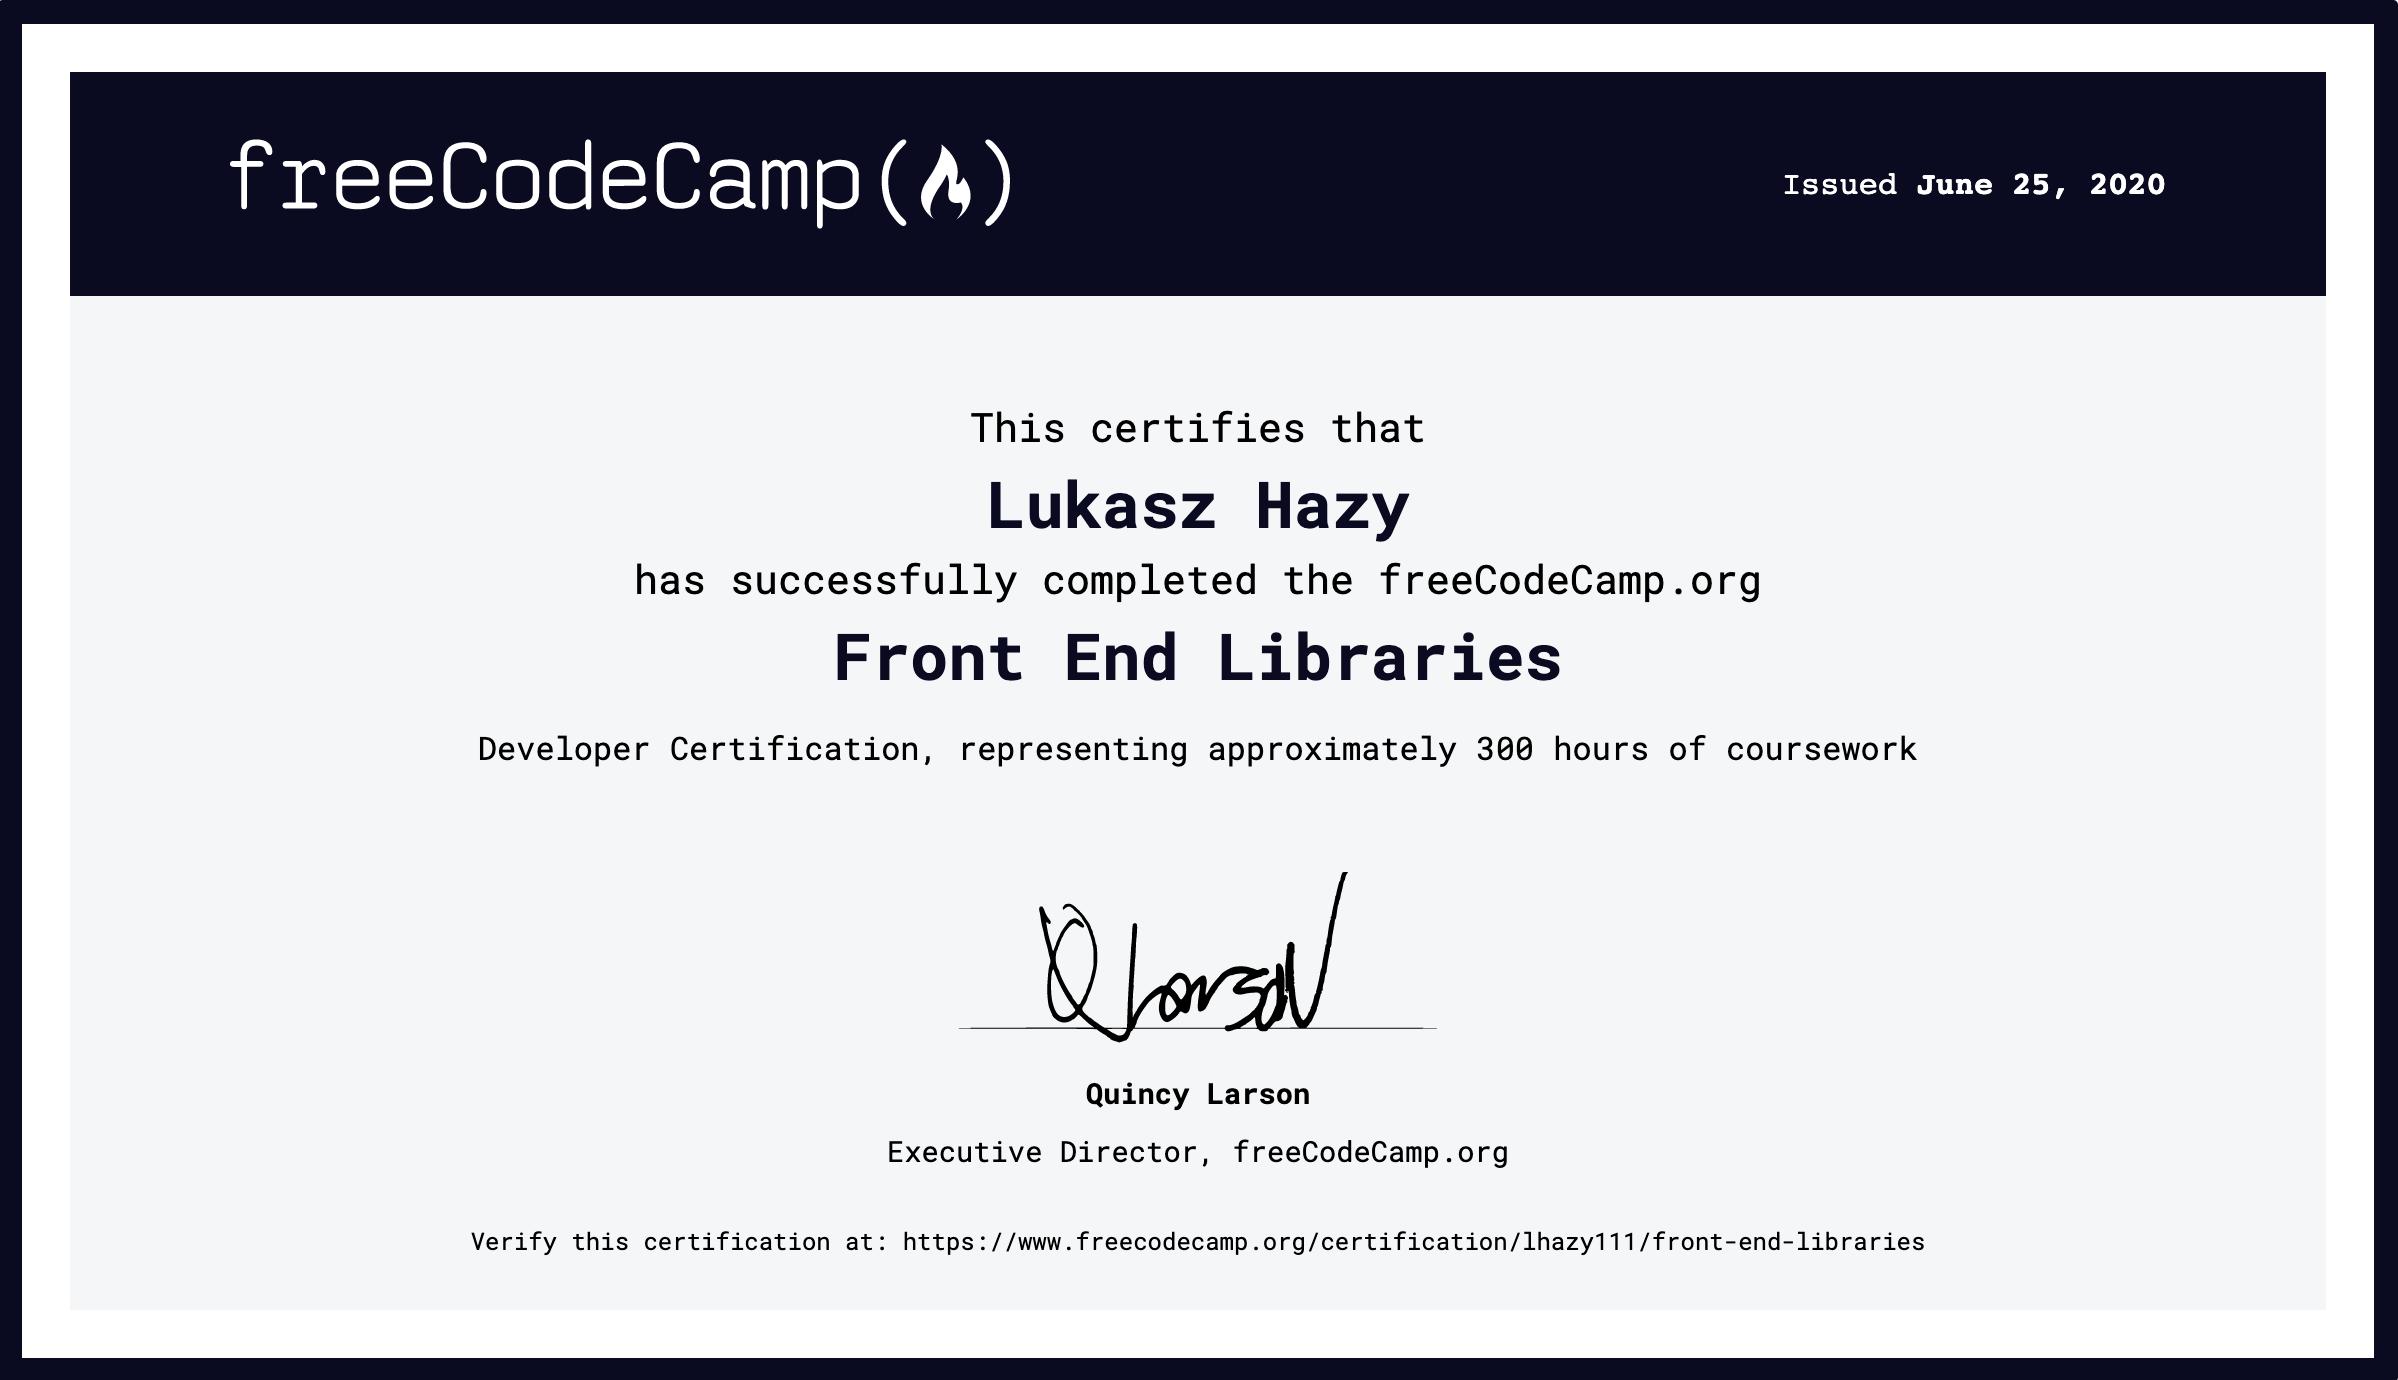 freeCodeCamp(🔥)
Issued June 25, 2020
This certifies that
Lukasz Hazy
has successfully completed the freeCodeCamp.org
Front End Libraries
Developer Certification, representing approximately 300 hours of coursework
Q Larson
Quincy Larson
Executive Director, freeCodeCamp.org
Verify this certification at: https://www.freecodecamp.org/certification/lhazy111/front-end-libraries